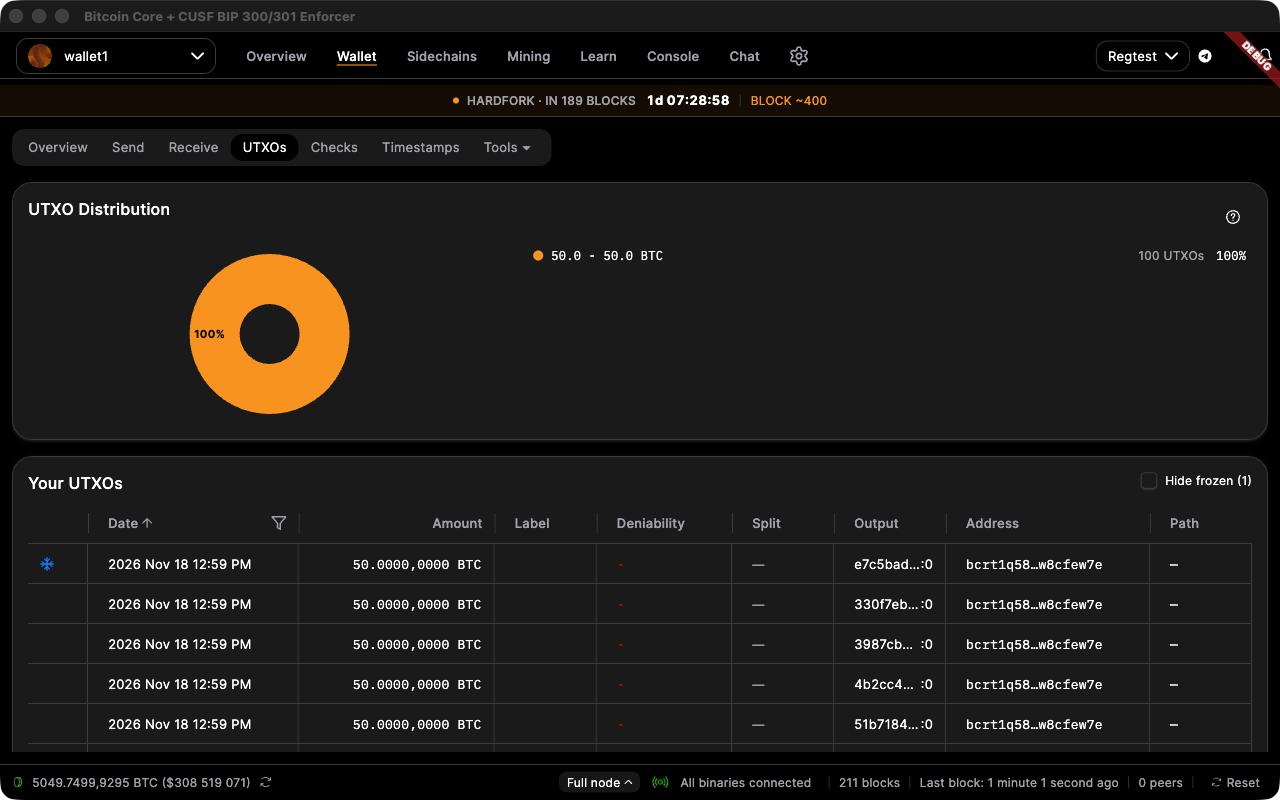 Bitcoin Core + CUSF BIP 300/301 Enforcer
wallet1 Overview Wallet Sidechains Mining Learn Console Chat Regtest DEBUG
HARDFORK · IN 189 BLOCKS 1d 07:28:58 BLOCK ~400
Overview Send Receive UTXOs Checks Timestamps Tools
UTXO Distribution
50.0 - 50.0 BTC 100 UTXOs 100%
100%
Your UTXOs Hide frozen (1)
Date Amount Label Deniability Split Output Address Path
2026 Nov 18 12:59 PM 50.0000,0000 BTC - — e7c5bad...:0 bcrt1q58…w8cfew7e –
2026 Nov 18 12:59 PM 50.0000,0000 BTC - — 330f7eb...:0 bcrt1q58…w8cfew7e –
2026 Nov 18 12:59 PM 50.0000,0000 BTC - — 3987cb... :0 bcrt1q58…w8cfew7e –
2026 Nov 18 12:59 PM 50.0000,0000 BTC - — 4b2cc4... :0 bcrt1q58…w8cfew7e –
2026 Nov 18 12:59 PM 50.0000,0000 BTC - — 51b7184...:0 bcrt1q58…w8cfew7e –
5049.7499,9295 BTC ($308 519 071) Full node All binaries connected 211 blocks Last block: 1 minute 1 second ago 0 peers Reset